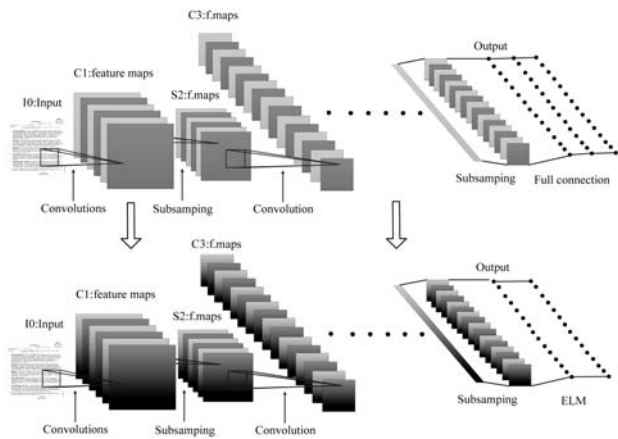 C3:f.maps
Output
C1:feature maps
S2:f.maps
I0:Input
Subsamping
Full connection
Convolutions
Subsamping
Convolution
C3:f.maps
Output
C1:feature maps
S2:f.maps
I0:Input
Subsamping
ELM
Convolutions
Subsamping
Convolution